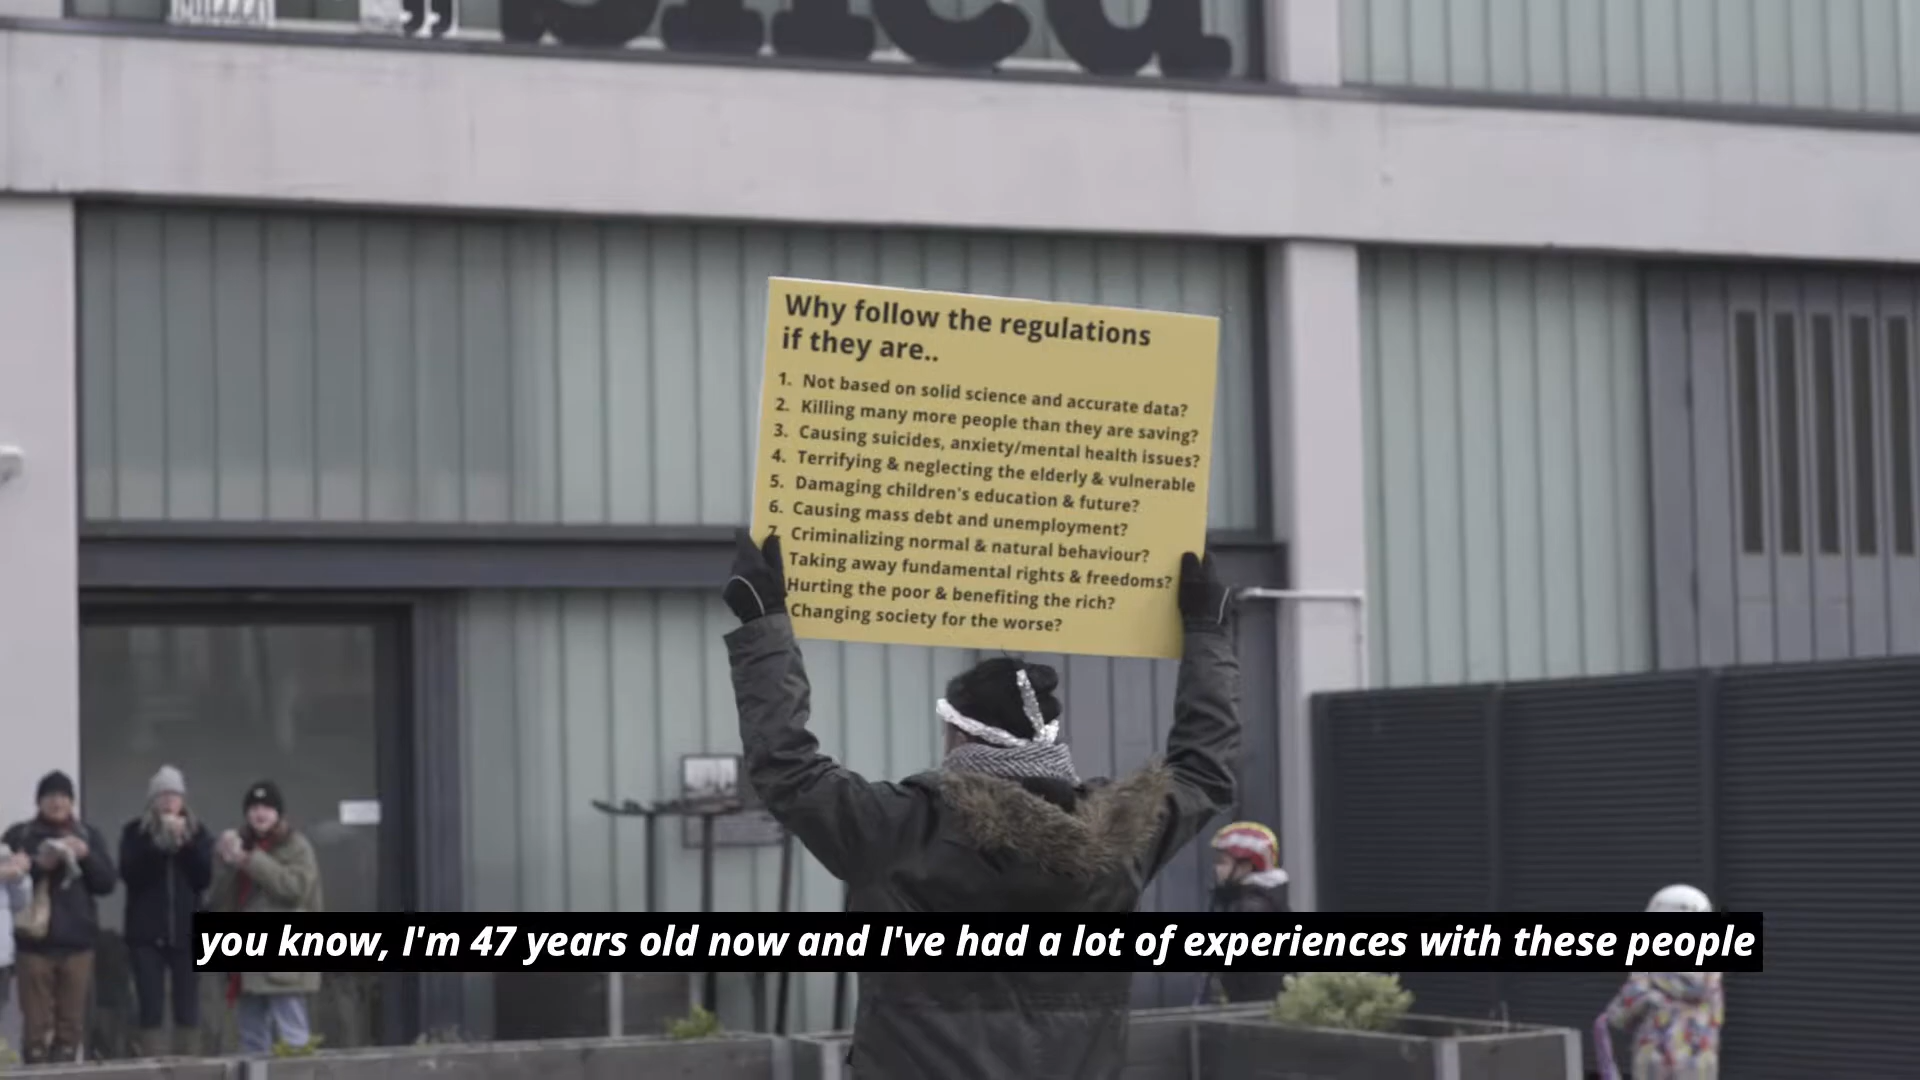 Why follow the regulations
if they are..
1. Not based on solid science and accurate data?
2. Killing many more people than they are saving?
3. Causing suicides, anxiety/mental health issues?
4. Terrifying & neglecting the elderly & vulnerable
5. Damaging children's education & future?
6. Causing mass debt and unemployment?
7. Criminalizing normal & natural behaviour?
Taking away fundamental rights & freedoms?
Hurting the poor & benefiting the rich?
Changing society for the worse?
you know, I'm 47 years old now and I've had a lot of experiences with these people